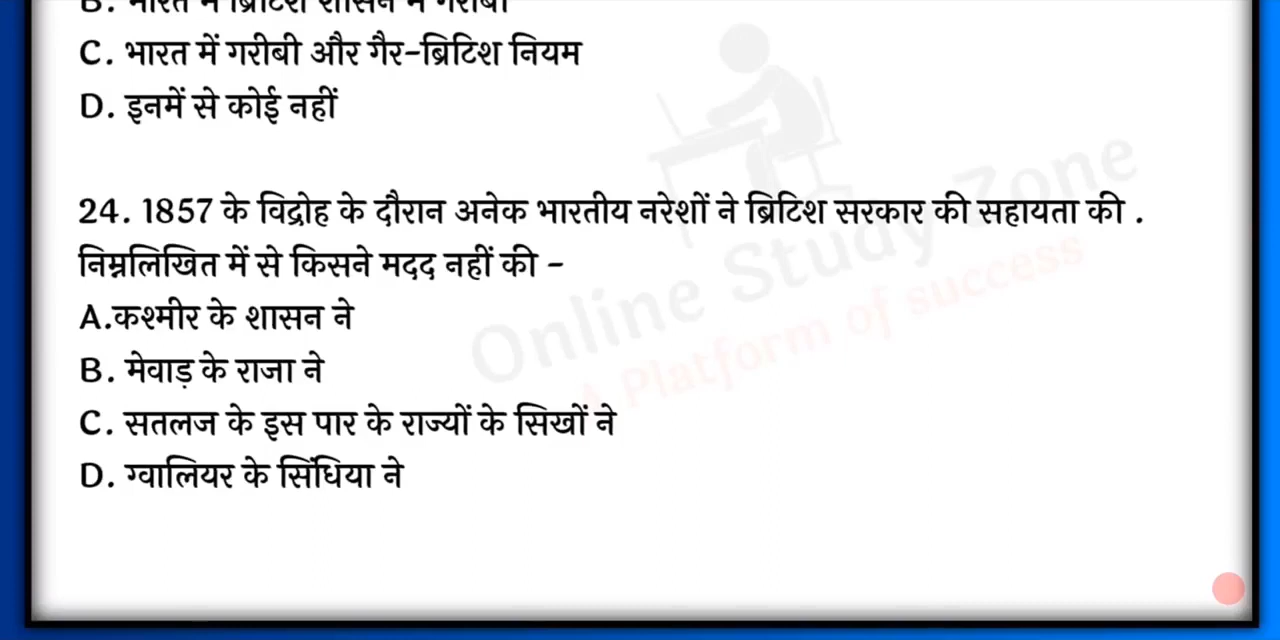 B. भारत में ब्रिटिश शासन में गरीबी
C. भारत में गरीबी और गैर-ब्रिटिश नियम
D. इनमें से कोई नहीं
24. 1857 के विद्रोह के दौरान अनेक भारतीय नरेशों ने ब्रिटिश सरकार की सहायता की .
निम्नलिखित में से किसने मदद नहीं की -
A.कश्मीर के शासन ने
B. मेवाड़ के राजा ने
C. सतलज के इस पार के राज्यों के सिखों ने
D. ग्वालियर के सिंधिया ने
Online Study Zone
A Platform of success